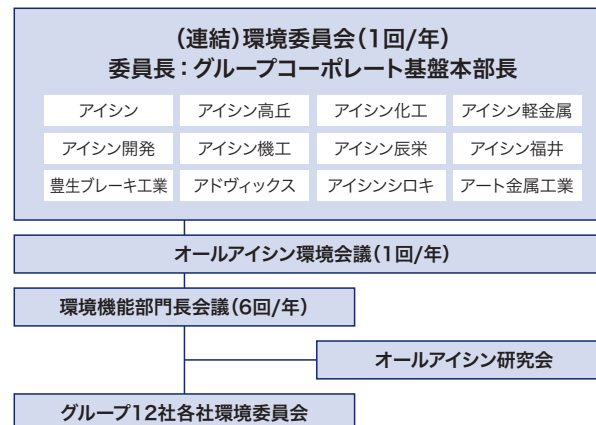 (連結)環境委員会(1回/年)
委員長：グループコーポレート基盤本部長
アイシン アイシン高丘 アイシン化工 アイシン軽金属
アイシン開発 アイシン機工 アイシン辰栄 アイシン福井
豊生ブレーキ工業 アドヴィックス アイシンシロキ アート金属工業
オールアイシン環境会議(1回/年)
環境機能部門長会議(6回/年)
オールアイシン研究会
グループ12社各社環境委員会